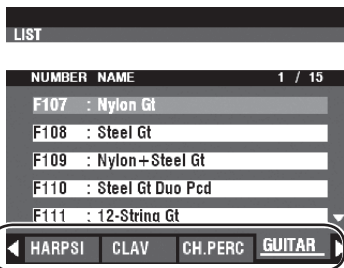 LIST
NUMBER NAME 1 / 15
F107 : Nylon Gt
F108 : Steel Gt
F109 : Nylon+Steel Gt
F110 : Steel Gt Duo Pcd
F111 : 12-String Gt
HARPSI CLAV CH.PERC GUITAR